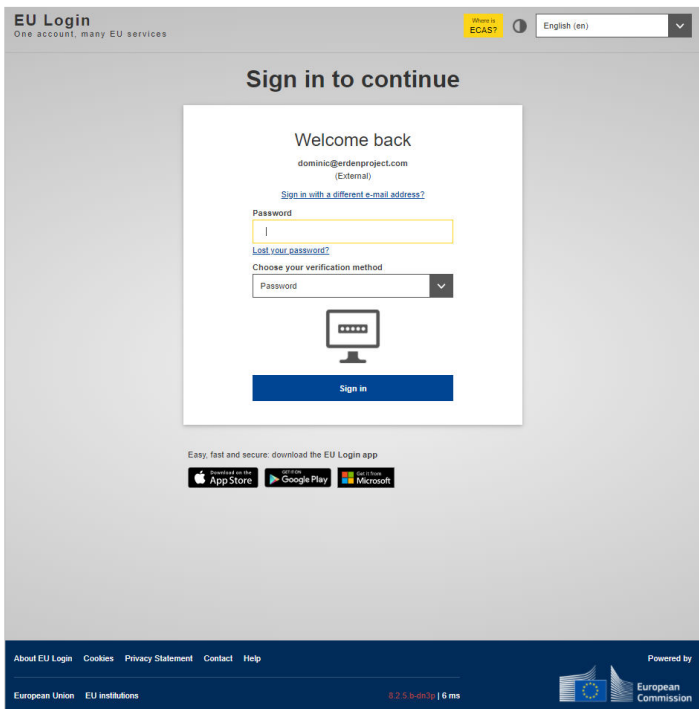 EU Login
One account, many EU services
Where is
ECAS?
English (en)
Sign in to continue
Welcome back
dominic@erdenproject.com
(External)
Sign in with a different e-mail address?
Password
Lost your password?
Choose your verification method
Password
Sign in
Easy, fast and secure: download the EU Login app
Download on the
App Store
GET IT ON
Google Play
Get it from
Microsoft
About EU Login Cookies Privacy Statement Contact Help
Powered by
European Union EU institutions
8.2.5.b-dn3p | 6 ms
European
Commission